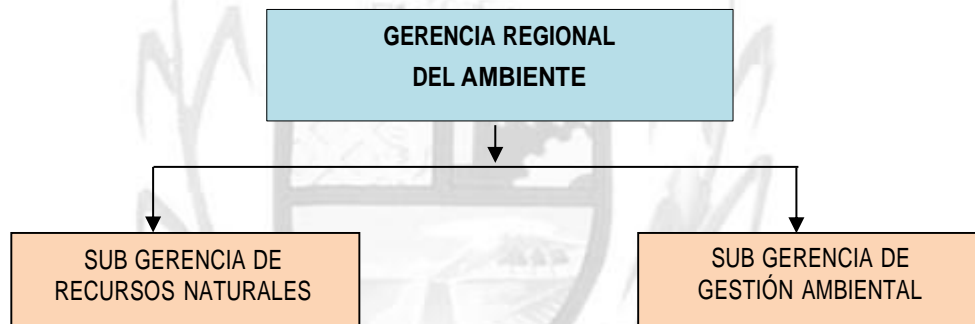 GERENCIA REGIONAL
DEL AMBIENTE
SUB GERENCIA DE
RECURSOS NATURALES
SUB GERENCIA DE
GESTIÓN AMBIENTAL